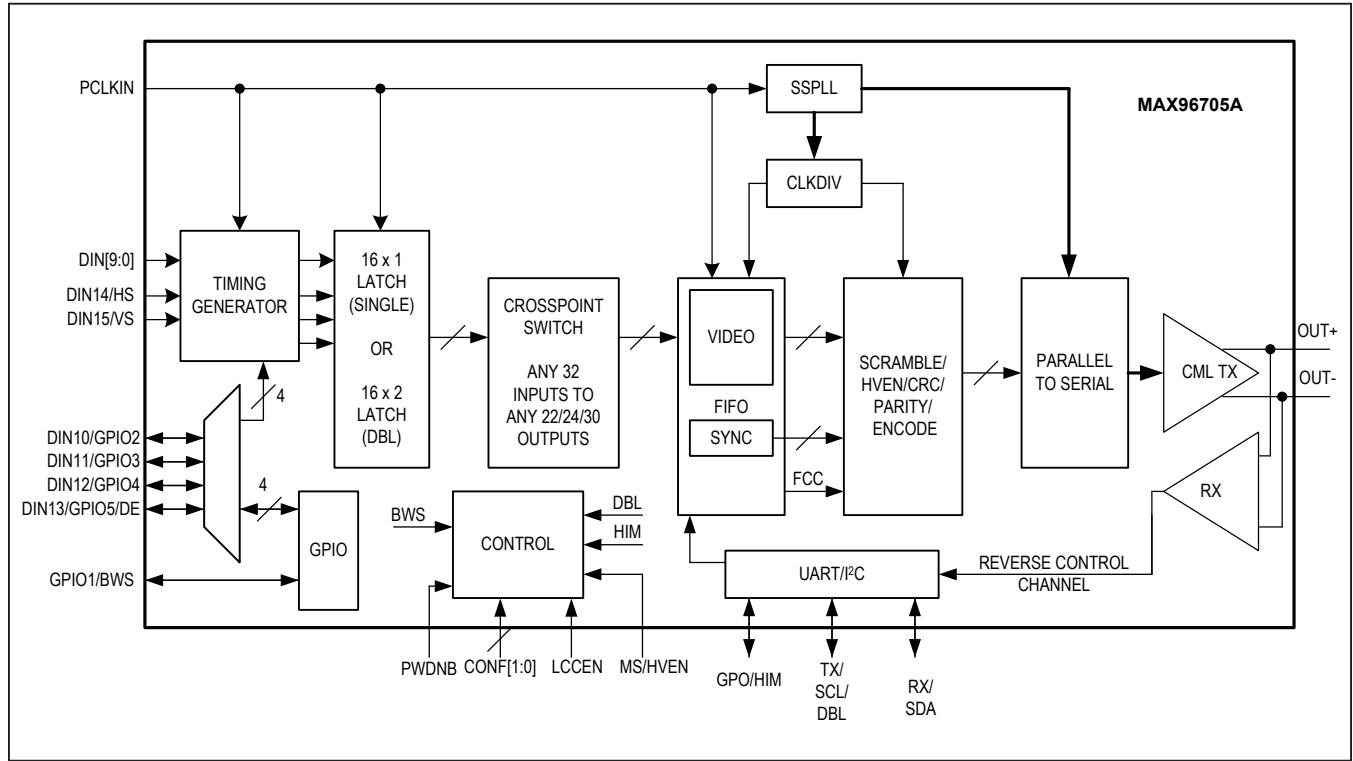 PCLKIN
SSPLL
MAX96705A
CLKDIV
DIN[9:0]
DIN14/HS
DIN15/VS
TIMING
GENERATOR
16 x 1
LATCH
(SINGLE)
OR
16 x 2
LATCH
(DBL)
CROSSPOINT
SWITCH
ANY 32
INPUTS TO
ANY 22/24/30
OUTPUTS
VIDEO
FIFO
SYNC
FCC
SCRAMBLE/
HVEN/CRC/
PARITY/
ENCODE
PARALLEL
TO SERIAL
CML TX
OUT+
OUT-
RX
4
DIN10/GPIO2
DIN11/GPIO3
DIN12/GPIO4
DIN13/GPIO5/DE
4
GPIO
GPIO1/BWS
BWS
CONTROL
DBL
HIM
UART/I²C
REVERSE CONTROL
CHANNEL
PWDNB
CONF[1:0]
LCCEN
MS/HVEN
GPO/HIM
TX/
SCL/
DBL
RX/
SDA